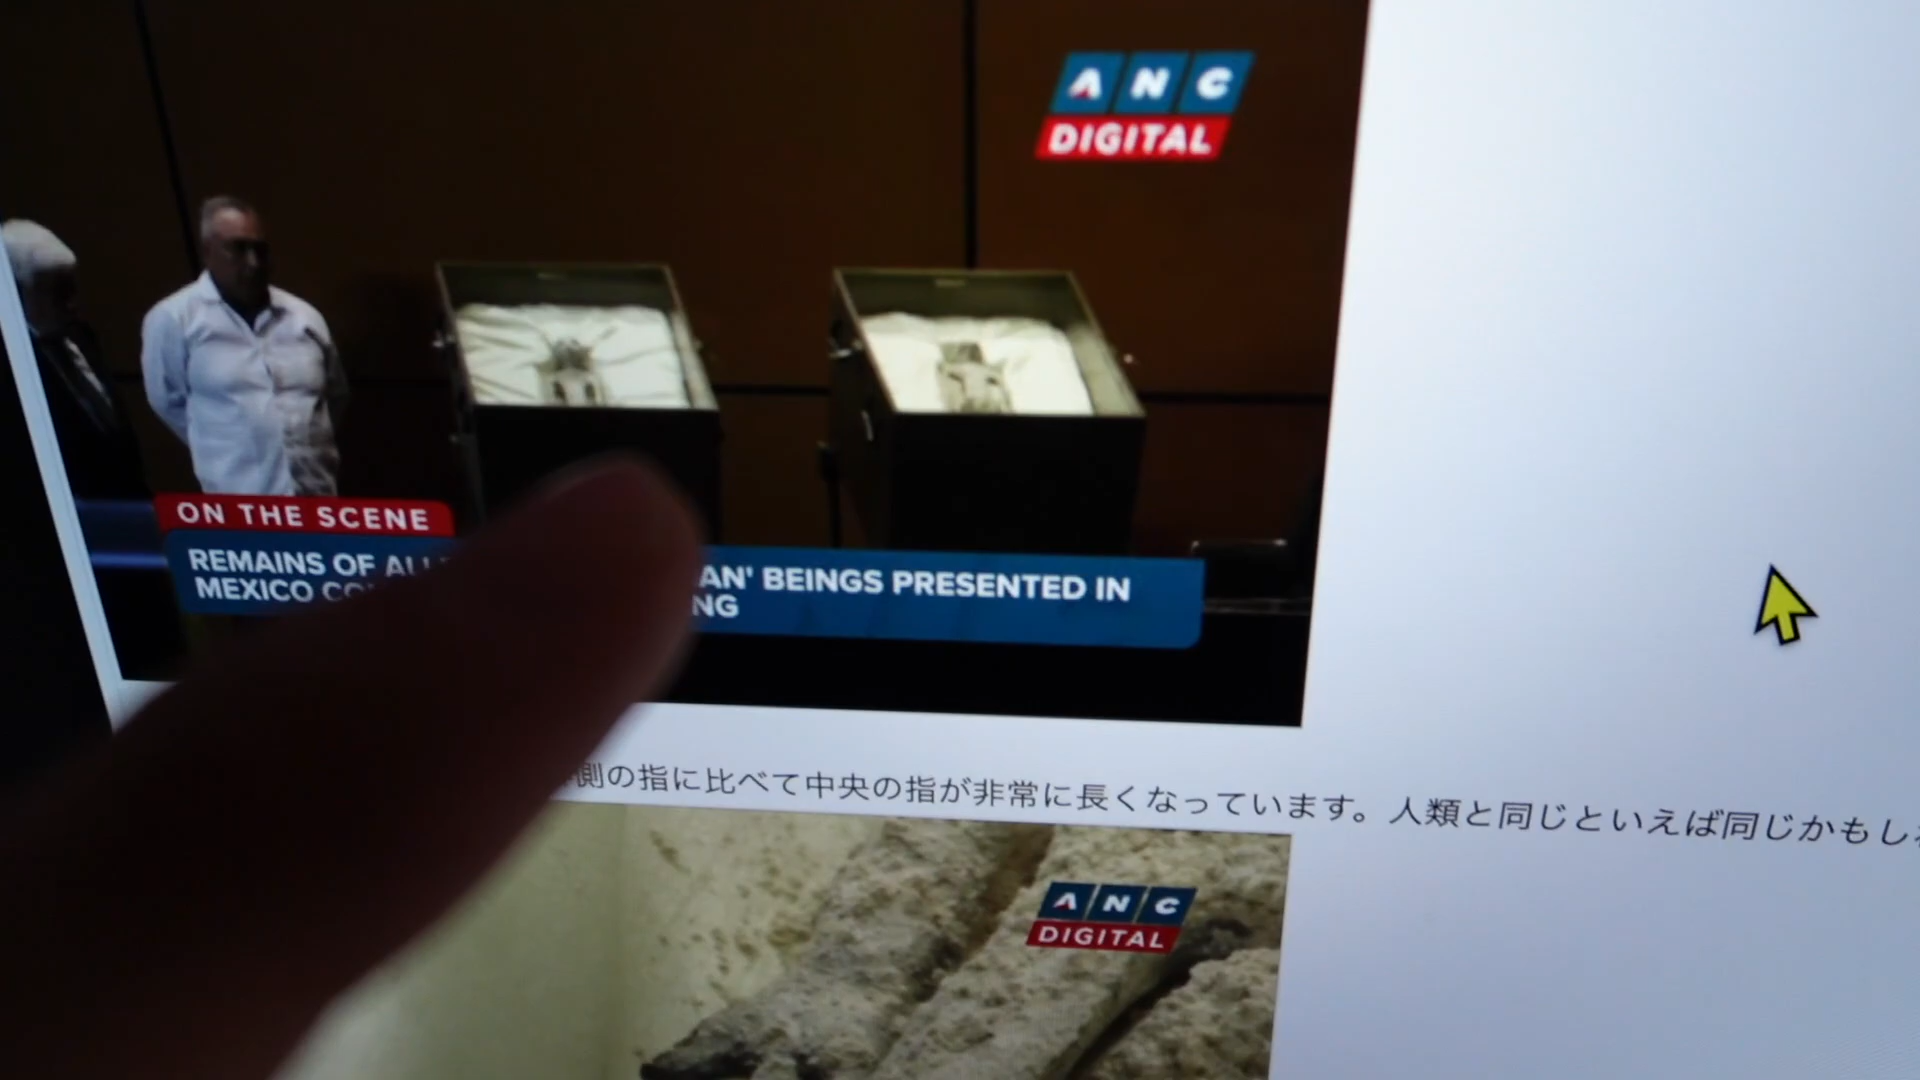 ANC
DIGITAL
ON THE SCENE
REMAINS OF AN' BEINGS PRESENTED IN
MEXICO NG
側の指に比べて中央の指が非常に長くなっています。人類と同じといえば同じかもし
ANC
DIGITAL